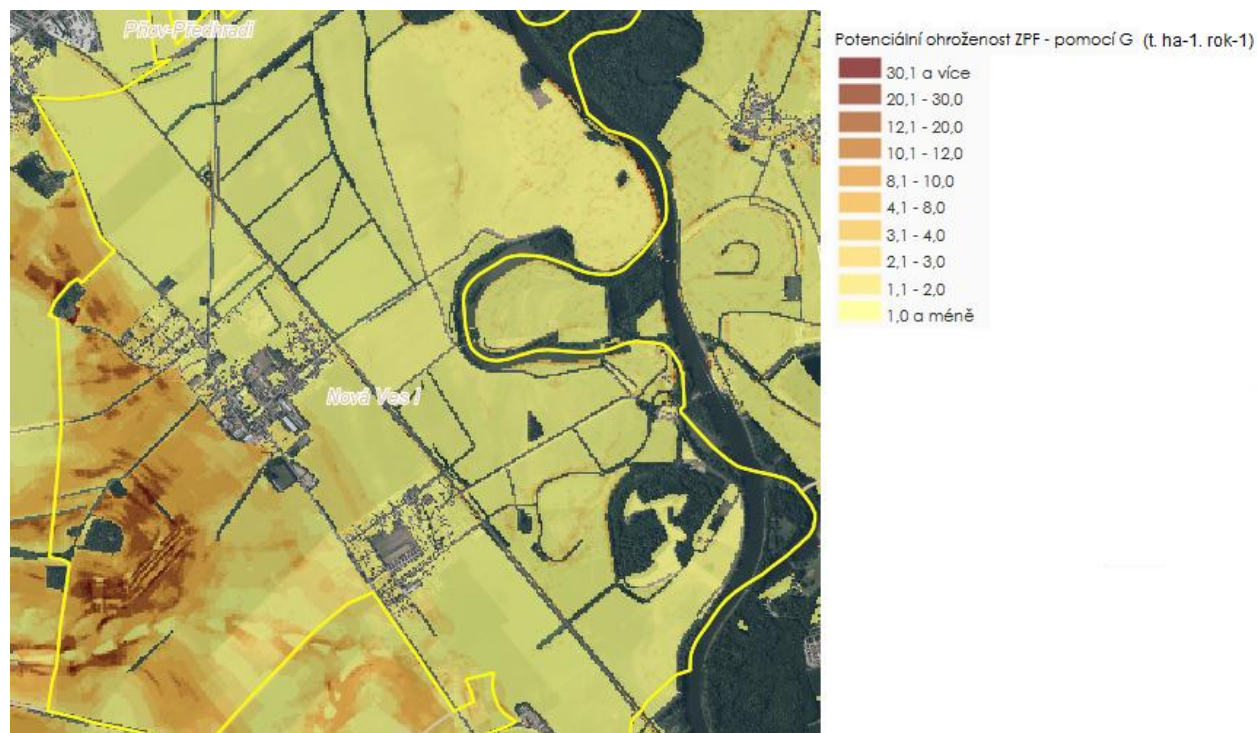 Pňov-Předhradí
Nová Ves I
Potenciální ohroženost ZPF - pomocí G (t. ha-1. rok-1)
30,1 a více
20,1 - 30,0
12,1 - 20,0
10,1 - 12,0
8,1 - 10,0
4,1 - 8,0
3,1 - 4,0
2,1 - 3,0
1,1 - 2,0
1,0 a méně